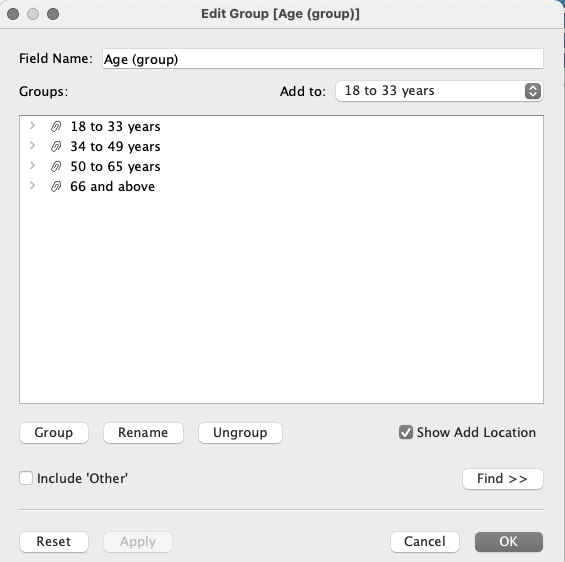 Edit Group [Age (group)]
Field Name: Age (group)
Groups: Add to: 18 to 33 years
18 to 33 years
34 to 49 years
50 to 65 years
66 and above
Group Rename Ungroup Show Add Location
Include 'Other' Find >>
Reset Apply Cancel OK